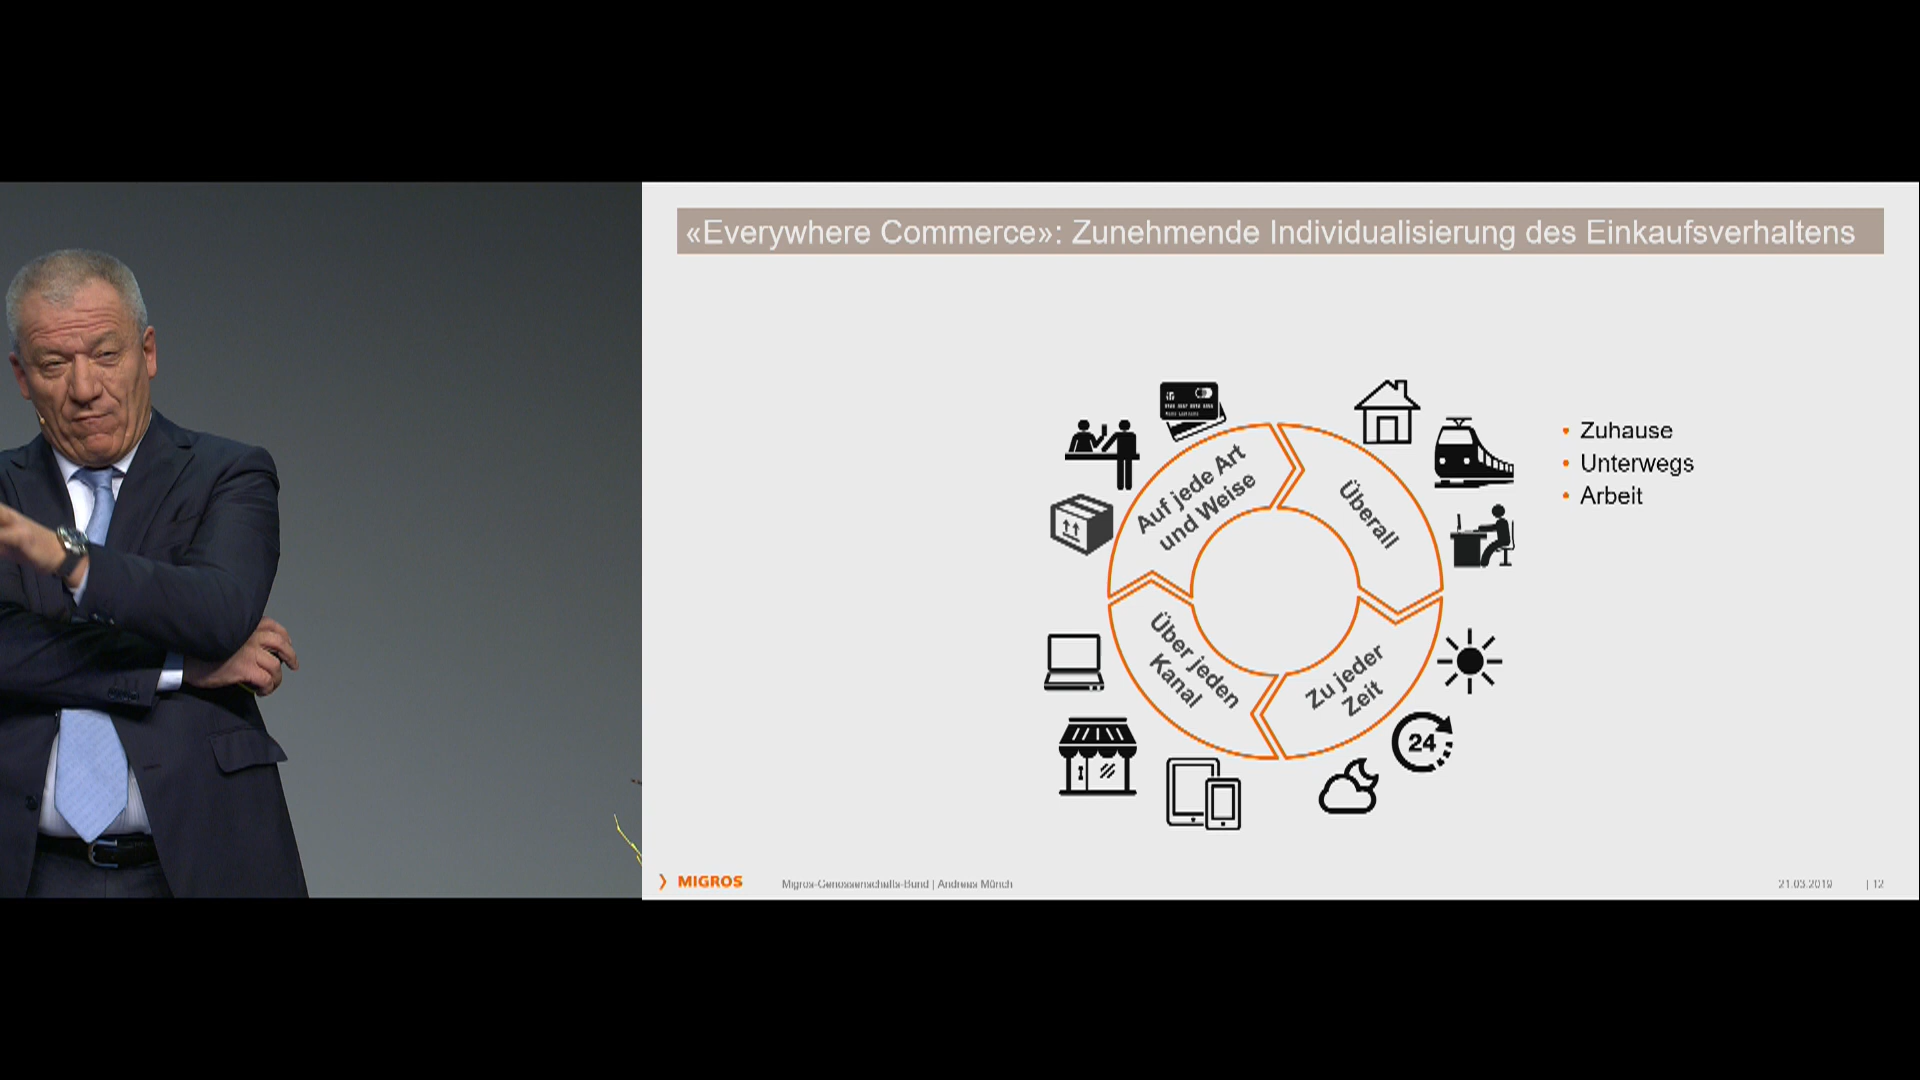 «Everywhere Commerce»: Zunehmende Individualisierung des Einkaufsverhaltens
Auf jede Art
und Weise
Überall
Zuhause
Unterwegs
Arbeit
Über jeden
Kanal
Zu jeder
Zeit
24
MIGROS
Migros-Genossenschafts-Bund | Andreas Münch
21.03.2019
| 12